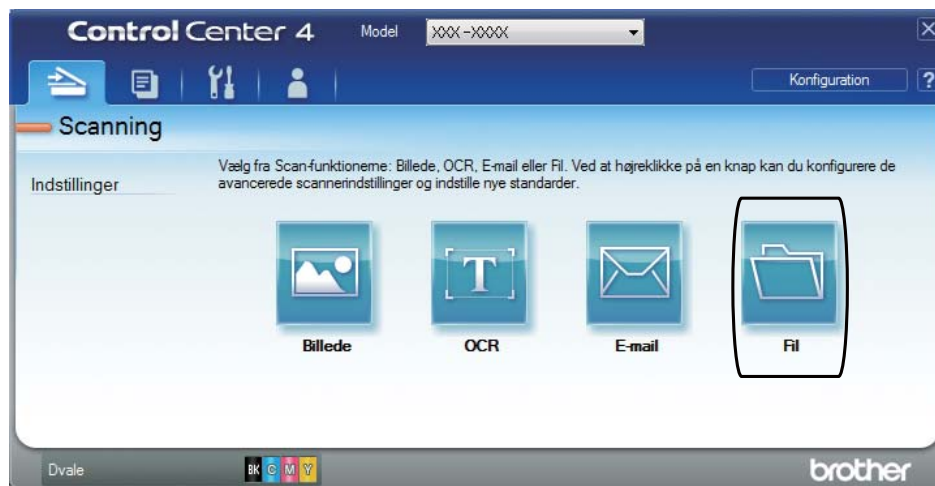 ControlCenter 4
Model
XXX-XXXX
Konfiguration
?
Scanning
Indstillinger
Vælg fra Scan-funktionerne: Billede, OCR, E-mail eller Fil. Ved at højreklikke på en knap kan du konfigurere de
avancerede scannerindstillinger og indstille nye standarder.
T
Billede
OCR
E-mail
Fil
Dvale
BK C M Y
brother